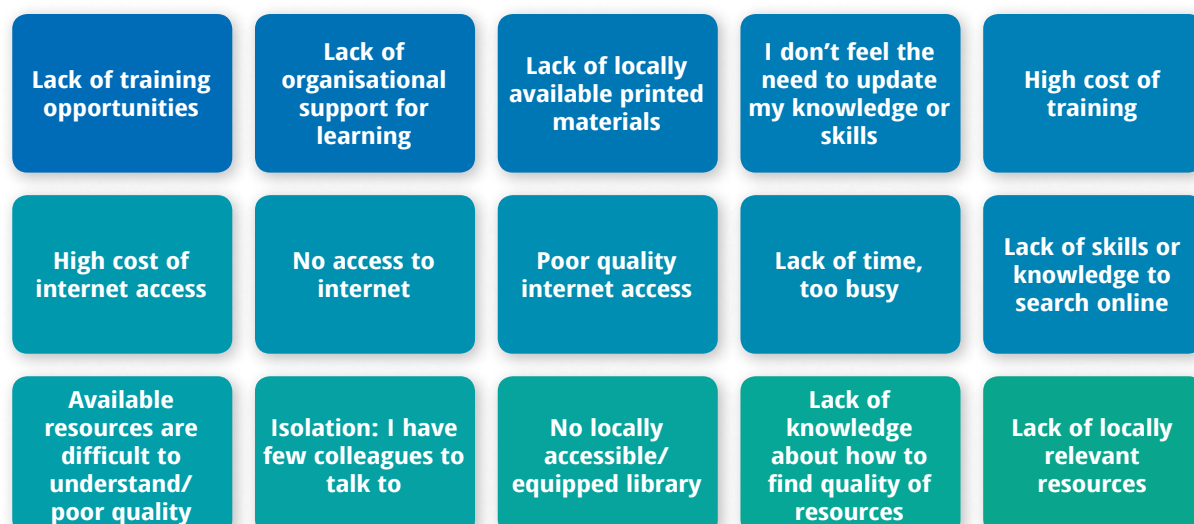 Lack of training
opportunities
Lack of
organisational
support for
learning
Lack of locally
available printed
materials
I don’t feel the
need to update
my knowledge or
skills
High cost of
training
High cost of
internet access
No access to
internet
Poor quality
internet access
Lack of time,
too busy
Lack of skills or
knowledge to
search online
Available
resources are
difficult to
understand/
poor quality
Isolation: I have
few colleagues to
talk to
No locally
accessible/
equipped library
Lack of
knowledge
about how to
find quality of
resources
Lack of locally
relevant
resources